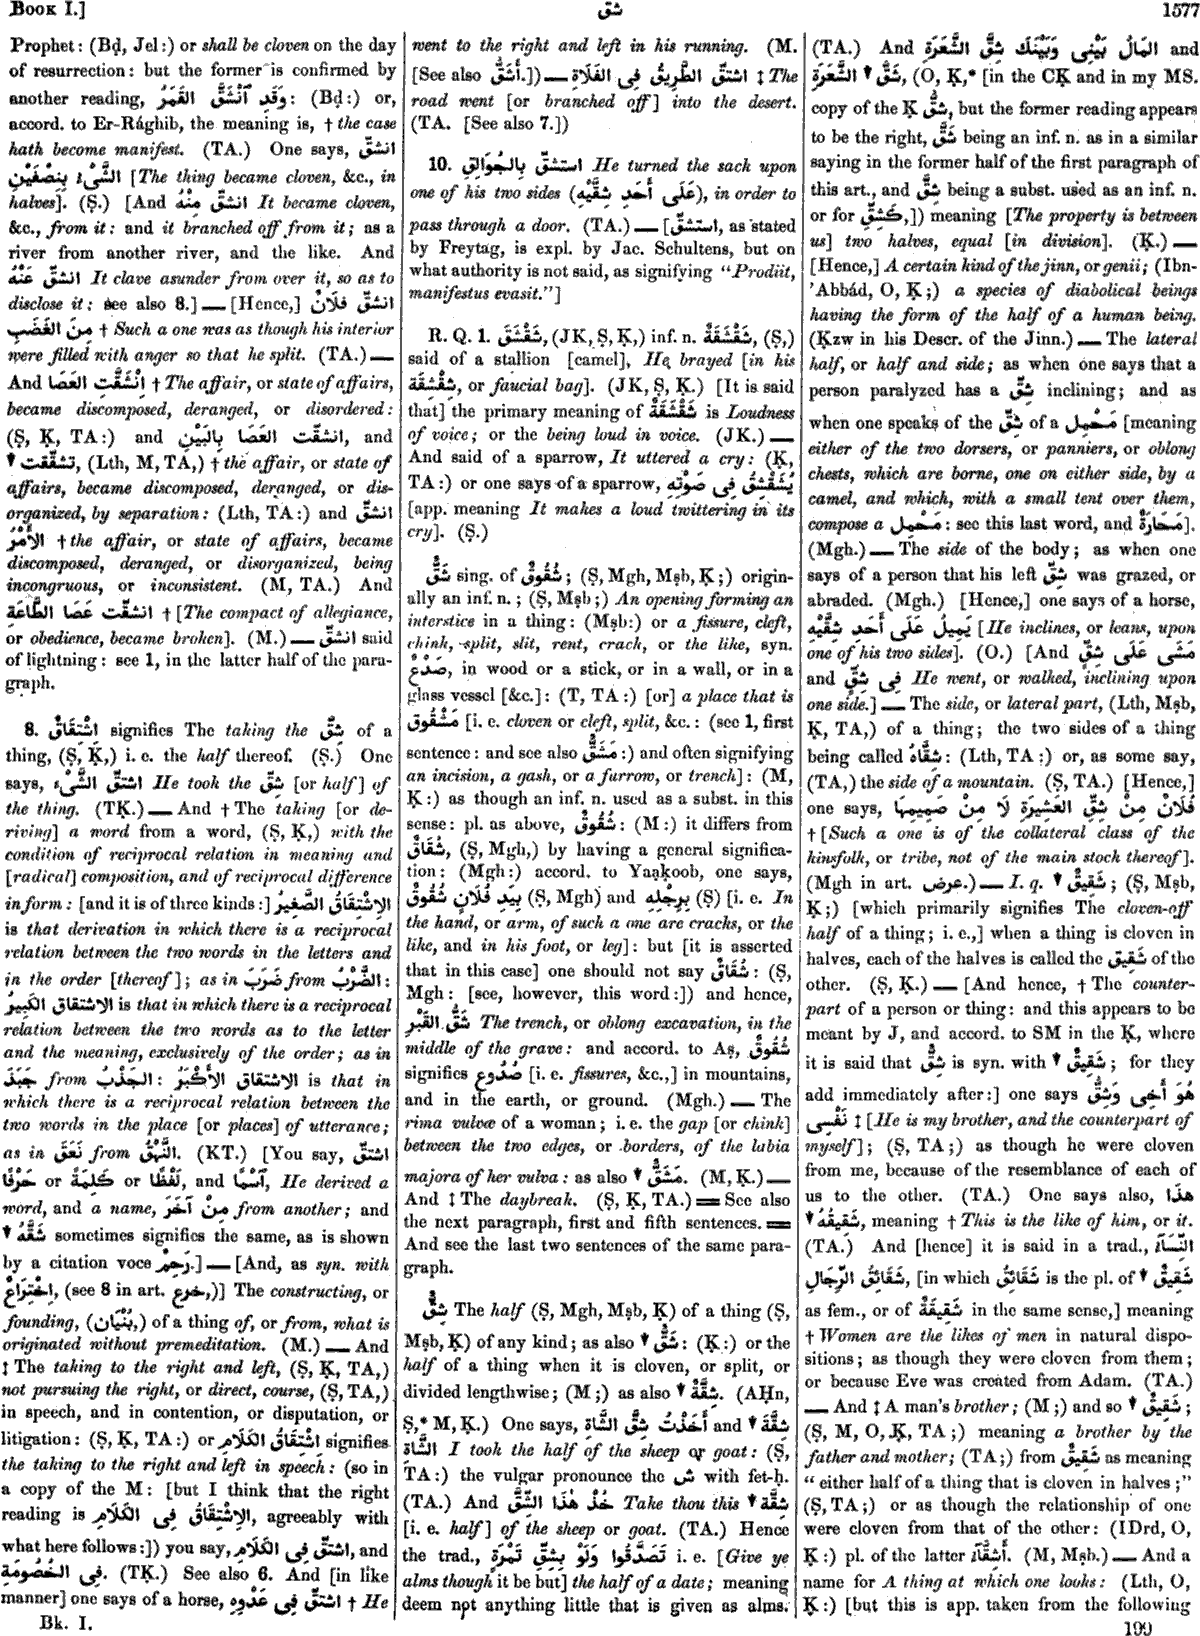 BOOK I.]
شق
1577
Prophet: (Bḍ, Jel:) or shall be cloven on the day
of resurrection: but the former is confirmed by
another reading, وَقَدِ ٱنْشَقَّ القَمَرُ: (Bḍ:) or,
accord. to Er-Rághib, the meaning is, † the case
hath become manifest. (TA.) One says, انشقّ
الشَّىْءُ بِنِصْفَيْنِ [The thing became cloven, &c., in
halves]. (Ṣ.) [And انشقّ مِنْهُ It became cloven,
&c., from it: and it branched off from it; as a
river from another river, and the like. And
انشقّ عَنْهُ It clave asunder from over it, so as to
disclose it: see also 8.] — [Hence,] انشقّ فُلَانٌ
مِنَ الغَضَبِ † Such a one was as though his interior
were filled with anger so that he split. (TA.) —
And اِنْشَقَّتِ العَصَا † The affair, or state of affairs,
became discomposed, deranged, or disordered:
(Ṣ, Ḳ, TA:) and انشقّت العَصَا بِالبَيْنِ, and
▼ تشقّقت, (Lth, M, TA,) † the affair, or state of
affairs, became discomposed, deranged, or dis-
organized, by separation: (Lth, TA:) and انشقّ
الأَمْرُ † the affair, or state of affairs, became
discomposed, deranged, or disorganized, being
incongruous, or inconsistent. (M, TA.) And
انشقّت عَصَا الطَّاعَةِ † [The compact of allegiance,
or obedience, became broken]. (M.) — انشقّ said
of lightning: see 1, in the latter half of the para-
graph.
8. اِشْتِقَاقٌ signifies The taking the شِقّ of a
thing, (Ṣ, Ḳ,) i. e. the half thereof. (Ṣ.) One
says, اشتقّ الشَّىْءَ He took the شِقّ [or half] of
the thing. (TḲ.) — And † The taking [or de-
riving] a word from a word, (Ṣ, Ḳ,) with the
condition of reciprocal relation in meaning and
[radical] composition, and of reciprocal difference
in form: [and it is of three kinds:] الاِشْتِقَاقُ الصَّغِيرُ
is that derivation in which there is a reciprocal
relation between the two words in the letters and
in the order [thereof]; as in ضَرَبَ from الضَّرْبُ:
الاشتقاق الكَبِيرُ is that in which there is a reciprocal
relation between the two words as to the letter
and the meaning, exclusively of the order; as in
جَبَذَ from الجَذْبُ: الاشتقاق الأَكْبَرُ is that in
which there is a reciprocal relation between the
two words in the place [or places] of utterance;
as in نَعَقَ from النَّهْقُ. (KT.) [You say, اشتقّ
حَرْفًا or كَلِمَةً or لَفْظًا, and ٱسْمًا, He derived a
word, and a name, مِنْ آخَرَ from another; and
▼ شَقَّهُ sometimes signifies the same, as is shown
by a citation voce رَحِمٌ.] — [And, as syn. with
اِخْتِرَاعٌ, (see 8 in art. خرع,)] The constructing, or
founding, (بُنْيَان,) of a thing of, or from, what is
originated without premeditation. (M.) — And
‡ The taking to the right and left, (Ṣ, Ḳ, TA,)
not pursuing the right, or direct, course, (Ṣ, TA,)
in speech, and in contention, or disputation, or
litigation: (Ṣ, Ḳ, TA:) or اِشْتِقَاقُ الكَلَامِ signifies
the taking to the right and left in speech: (so in
a copy of the M: [but I think that the right
reading is الاِشْتِقَاقُ فِى الكَلَامِ, agreeably with
what here follows:]) you say, اشتقّ فِى الكَلَامِ, and
فِى الخُصُومَةِ. (TḲ.) See also 6. And [in like
manner] one says of a horse, اشتقّ فِى عَدْوِهِ † He
Bk. I.
went to the right and left in his running. (M.
[See also أَشَقُّ.]) — اشتقّ الطَّرِيقُ فِى الفَلَاةِ ‡ The
road went [or branched off] into the desert.
(TA. [See also 7.])
10. استشقّ بِالجُوَالِقِ He turned the sack upon
one of his two sides (عَلَى أَحَدِ شِقَّيْهِ), in order to
pass through a door. (TA.) — [استشقّ, as stated
by Freytag, is expl. by Jac. Schultens, but on
what authority is not said, as signifying “Prodiit,
manifestus evasit.”]
R. Q. 1. شَقْشَقَ, (JK, Ṣ, Ḳ,) inf. n. شَقْشَقَةٌ, (Ṣ,)
said of a stallion [camel], He brayed [in his
شِقْشِقَة, or faucial bag]. (JK, Ṣ, Ḳ.) [It is said
that] the primary meaning of شَقْشَقَةٌ is Loudness
of voice; or the being loud in voice. (JK.) —
And said of a sparrow, It uttered a cry: (Ḳ,
TA:) or one says of a sparrow, يُشَقْشِقُ فِى صَوْتِهِ
[app. meaning It makes a loud twittering in its
cry]. (Ṣ.)
شَقٌّ sing. of شُقُوقٌ; (Ṣ, Mgh, Mṣb, Ḳ;) origin-
ally an inf. n.; (Ṣ, Mṣb;) An opening forming an
interstice in a thing: (Mṣb:) or a fissure, cleft,
chink, split, slit, rent, crack, or the like, syn.
صَدْعٌ, in wood or a stick, or in a wall, or in a
glass vessel [&c.]: (T, TA:) [or] a place that is
مَشْقُوق [i. e. cloven or cleft, split, &c.: (see 1, first
sentence: and see also مَشَقٌّ:) and often signifying
an incision, a gash, or a furrow, or trench]: (M,
Ḳ:) as though an inf. n. used as a subst. in this
sense: pl. as above, شُقُوقٌ: (M:) it differs from
شُقَاقٌ, (Ṣ, Mgh,) by having a general significa-
tion: (Mgh:) accord. to Yaạḳoob, one says,
بِيَدِ فُلَانٍ شُقُوقٌ (Ṣ, Mgh) and بِرِجْلِهِ (Ṣ) [i. e. In
the hand, or arm, of such a one are cracks, or the
like, and in his foot, or leg]: but [it is asserted
that in this case] one should not say شُقَاقٌ: (Ṣ,
Mgh: [see, however, this word:]) and hence,
شَقُّ القَبْرِ The trench, or oblong excavation, in the
middle of the grave: and accord. to Aṣ, شُقُوقٌ
signifies صُدُوع [i. e. fissures, &c.,] in mountains,
and in the earth, or ground. (Mgh.) — The
rima vulvæ of a woman; i. e. the gap [or chink]
between the two edges, or borders, of the labia
majora of her vulva: as also ▼ مَشَقٌّ. (M, Ḳ.) —
And ‡ The daybreak. (Ṣ, Ḳ, TA.) = See also
the next paragraph, first and fifth sentences. =
And see the last two sentences of the same para-
graph.
شِقٌّ The half (Ṣ, Mgh, Mṣb, Ḳ) of a thing (Ṣ,
Mṣb, Ḳ) of any kind; as also ▼ شَقٌّ: (Ḳ:) or the
half of a thing when it is cloven, or split, or
divided lengthwise; (M;) as also ▼ شِقَّةٌ. (AḤn,
Ṣ,* M, Ḳ.) One says, أَخَذْتُ شِقَّ الشَّاةِ and ▼ شِقَّةَ
الشَّاةِ I took the half of the sheep or goat: (Ṣ,
TA:) the vulgar pronounce the ش with fet-ḥ.
(TA.) And خُذْ هٰذَا الشِّقَّ Take thou this ▼ شِقَّة
[i. e. half] of the sheep or goat. (TA.) Hence
the trad., تَصَدَّقُوا وَلَوْ بِشِقِّ تَمْرَةٍ i. e. [Give ye
alms though it be but] the half of a date; meaning
deem not anything little that is given as alms.
(TA.) And المَالُ بَيْنِى وَبَيْنَكَ شِقَّ الشَّعَرَةِ and
▼ شَقَّ الشَّعَرَةِ, (O, Ḳ,* [in the CḲ and in my MS.
copy of the Ḳ شَقُّ, but the former reading appears
to be the right, شَقَّ being an inf. n. as in a similar
saying in the former half of the first paragraph of
this art., and شِقَّ being a subst. used as an inf. n.
or for كَشِقِّ,]) meaning [The property is between
us] two halves, equal [in division]. (Ḳ.) —
[Hence,] A certain kind of the jinn, or genii; (Ibn-
'Abbád, O, Ḳ;) a species of diabolical beings
having the form of the half of a human being.
(Ḳzw in his Descr. of the Jinn.) — The lateral
half, or half and side; as when one says that a
person paralyzed has a شِقّ inclining; and as
when one speaks of the شِقّ of a مَحْمِل [meaning
either of the two dorsers, or panniers, or oblong
chests, which are borne, one on either side, by a
camel, and which, with a small tent over them,
compose a مَحْمِل: see this last word, and مَحَارَةٌ].
(Mgh.) — The side of the body; as when one
says of a person that his left شِقّ was grazed, or
abraded. (Mgh.) [Hence,] one says of a horse,
يَمِيلُ عَلَى أَحَدِ شِقَّيْهِ [He inclines, or leans, upon
one of his two sides]. (O.) [And مَشَى عَلَى شِقٍّ
and فِى شِقٍّ He went, or walked, inclining upon
one side.] — The side, or lateral part, (Lth, Mṣb,
Ḳ, TA,) of a thing; the two sides of a thing
being called شِقَّاهُ: (Lth, TA:) or, as some say,
(TA,) the side of a mountain. (Ṣ, TA.) [Hence,]
one says, فُلَانٌ مِنْ شِقِّ العَشِيرَةِ لَا مِنْ صَمِيمِهَا
† [Such a one is of the collateral class of the
kinsfolk, or tribe, not of the main stock thereof].
(Mgh in art. عرض.) — I. q. ▼ شَقِيقٌ; (Ṣ, Mṣb,
Ḳ;) [which primarily signifies The cloven-off
half of a thing; i. e.,] when a thing is cloven in
halves, each of the halves is called the شَقِيق of the
other. (Ṣ, Ḳ.) — [And hence, † The counter-
part of a person or thing: and this appears to be
meant by J, and accord. to SM in the Ḳ, where
it is said that شِقٌّ is syn. with ▼ شَقِيقٌ; for they
add immediately after:] one says هُوَ أَخِى وَشِقُّ
نَفْسِى ‡ [He is my brother, and the counterpart of
myself]; (Ṣ, TA;) as though he were cloven
from me, because of the resemblance of each of
us to the other. (TA.) One says also, هٰذَا
▼ شَقِيقُهُ, meaning † This is the like of him, or it.
(TA.) And [hence] it is said in a trad., النِّسَآءُ
شَقَائِقُ الرِّجَالِ, [in which شَقَائِقُ is the pl. of ▼ شَقِيقٌ
as fem., or of شَقِيقَةٌ in the same sense,] meaning
† Women are the likes of men in natural dispo-
sitions; as though they were cloven from them;
or because Eve was created from Adam. (TA.)
— And ‡ A man's brother; (M;) and so ▼ شَقِيقٌ;
(Ṣ, M, O, Ḳ, TA;) meaning a brother by the
father and mother; (TA;) from شَقِيقٌ as meaning
“either half of a thing that is cloven in halves;”
(Ṣ, TA;) or as though the relationship of one
were cloven from that of the other: (IDrd, O,
Ḳ:) pl. of the latter أَشِقَّآءُ. (M, Mṣb.) — And a
name for A thing at which one looks: (Lth, O,
Ḳ:) [but this is app. taken from the following
199